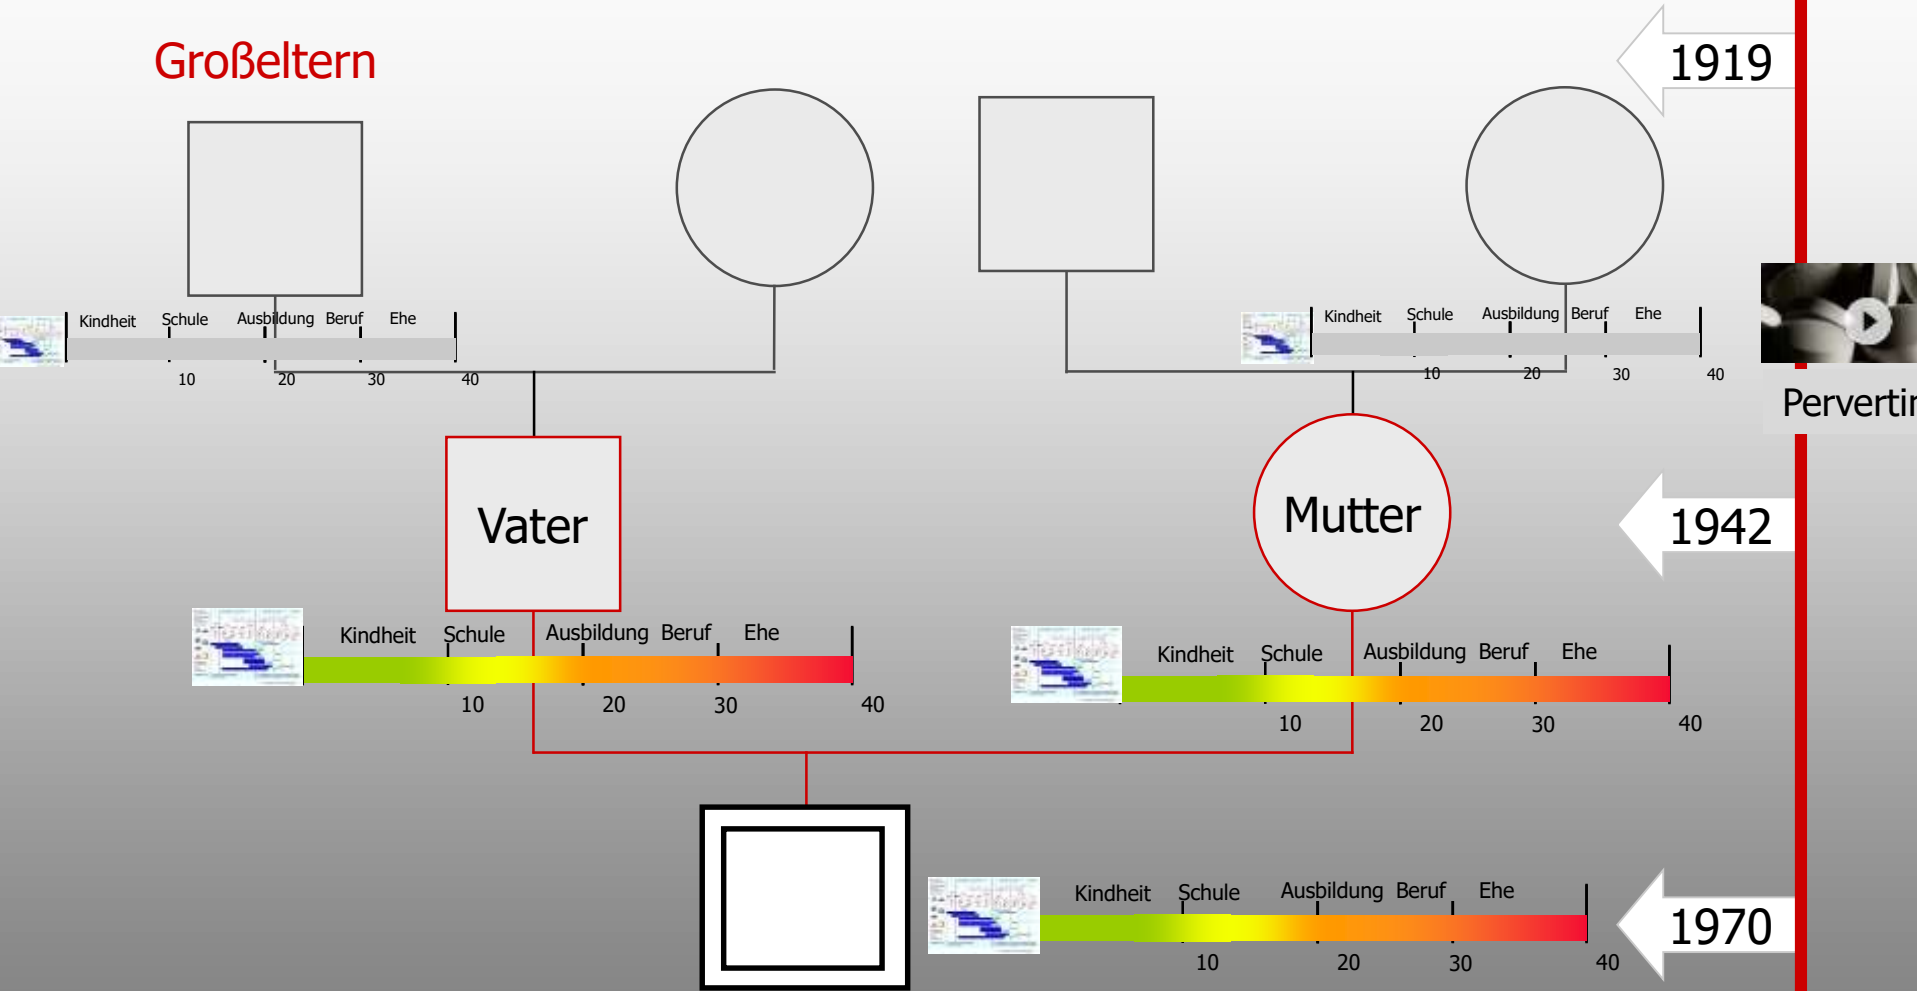 1919
Großeltern
Kindheit Schule Ausbildung Beruf Ehe
10 20 30 40
Kindheit Schule Ausbildung Beruf Ehe
10 20 30 40
Pervertin
Vater
Mutter
1942
Kindheit Schule Ausbildung Beruf Ehe
10 20 30 40
Kindheit Schule Ausbildung Beruf Ehe
10 20 30 40
Kindheit Schule Ausbildung Beruf Ehe
10 20 30 40
1970